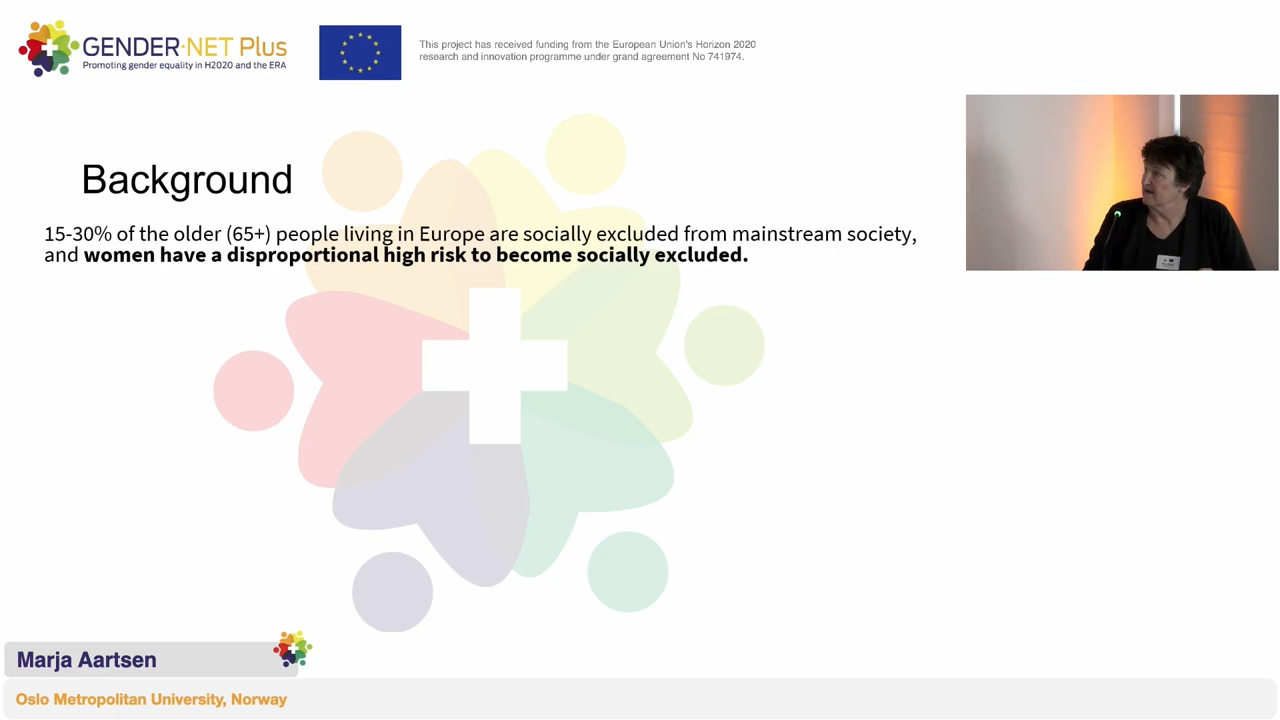 GENDER·NET Plus
Promoting gender equality in H2020 and the ERA
This project has received funding from the European Union's Horizon 2020
research and innovation programme under grand agreement No 741974.
Background
15-30% of the older (65+) people living in Europe are socially excluded from mainstream society,
and women have a disproportional high risk to become socially excluded.
Marja Aartsen
Oslo Metropolitan University, Norway